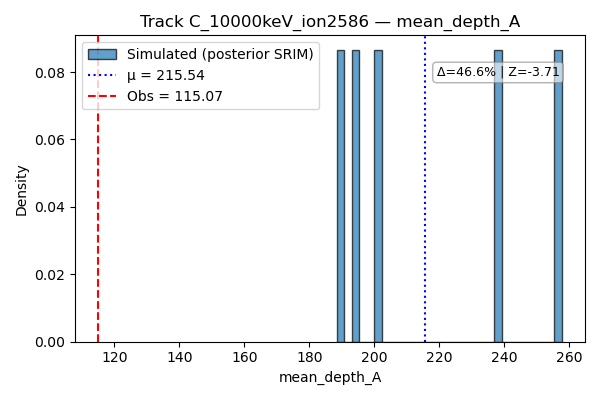 Track C_10000keV_ion2586 — mean_depth_A
Simulated (posterior SRIM)
μ = 215.54
Obs = 115.07
Δ=46.6% | Z=-3.71
Density
0.08
0.06
0.04
0.02
0.00
120 140 160 180 200 220 240 260
mean_depth_A